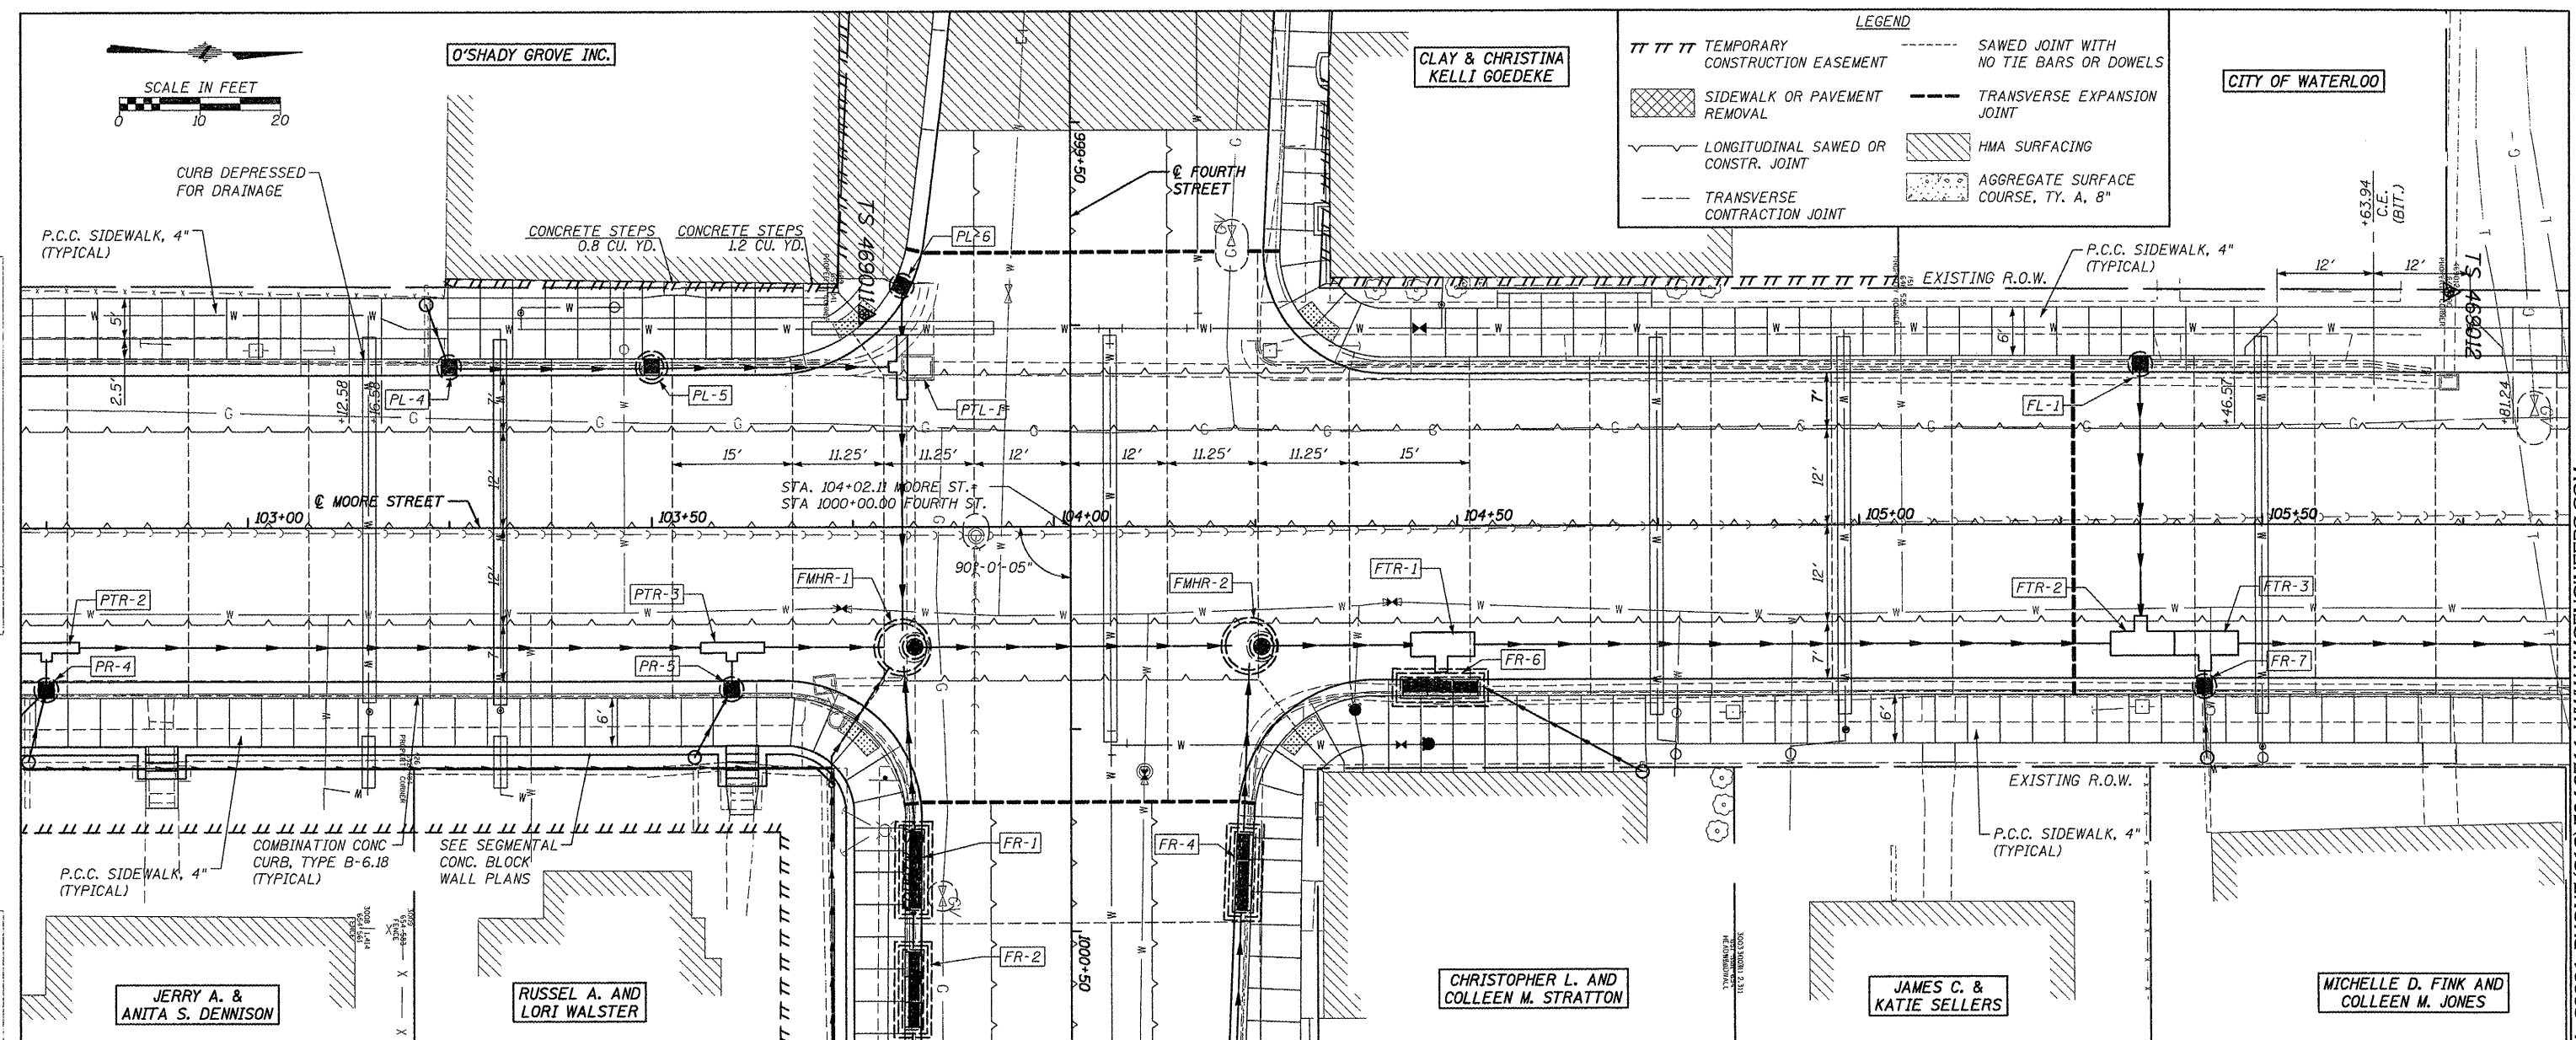 O'SHADY GROVE INC.
SCALE IN FEET
0 10 20
CURB DEPRESSED
FOR DRAINAGE
P.C.C. SIDEWALK, 4"
(TYPICAL)
CONCRETE STEPS
0.8 CU. YD.
CONCRETE STEPS
1.2 CU. YD.
TS 469011
PL-6
999+50
℄ FOURTH
STREET
CLAY & CHRISTINA
KELLI GOEDEKE
LEGEND
TEMPORARY
CONSTRUCTION EASEMENT
SIDEWALK OR PAVEMENT
REMOVAL
LONGITUDINAL SAWED OR
CONSTR. JOINT
TRANSVERSE
CONTRACTION JOINT
SAWED JOINT WITH
NO TIE BARS OR DOWELS
TRANSVERSE EXPANSION
JOINT
HMA SURFACING
AGGREGATE SURFACE
COURSE, TY. A, 8"
CITY OF WATERLOO
+63.94
C.E.
(BIT.)
P.C.C. SIDEWALK, 4"
(TYPICAL)
EXISTING R.O.W.
12' 12'
TS 469012
5'
2.5'
+12.58
+16.58
PL-4
PL-5
PTL-1
7'
12'
12'
7'
6'
6'
7'
12'
12'
7'
6'
FL-1
+46.57
+81.24
15' 11.25' 11.25' 12' 12' 11.25' 11.25' 15'
STA. 104+02.11 MOORE ST.=
STA 1000+00.00 FOURTH ST.
℄ MOORE STREET
103+00 103+50 104+00 104+50 105+00 105+50
90°-0'-05"
PTR-2
PR-4
PTR-3
PR-5
FMHR-1
FMHR-2
FTR-1
FR-6
FTR-2
FTR-3
FR-7
EXISTING R.O.W.
P.C.C. SIDEWALK, 4"
(TYPICAL)
COMBINATION CONC
CURB, TYPE B-6.18
(TYPICAL)
SEE SEGMENTAL
CONC. BLOCK
WALL PLANS
P.C.C. SIDEWALK, 4"
(TYPICAL)
FR-1
FR-4
FR-2
1000+50
JERRY A. &
ANITA S. DENNISON
RUSSEL A. AND
LORI WALSTER
CHRISTOPHER L. AND
COLLEEN M. STRATTON
JAMES C. &
KATIE SELLERS
MICHELLE D. FINK AND
COLLEEN M. JONES